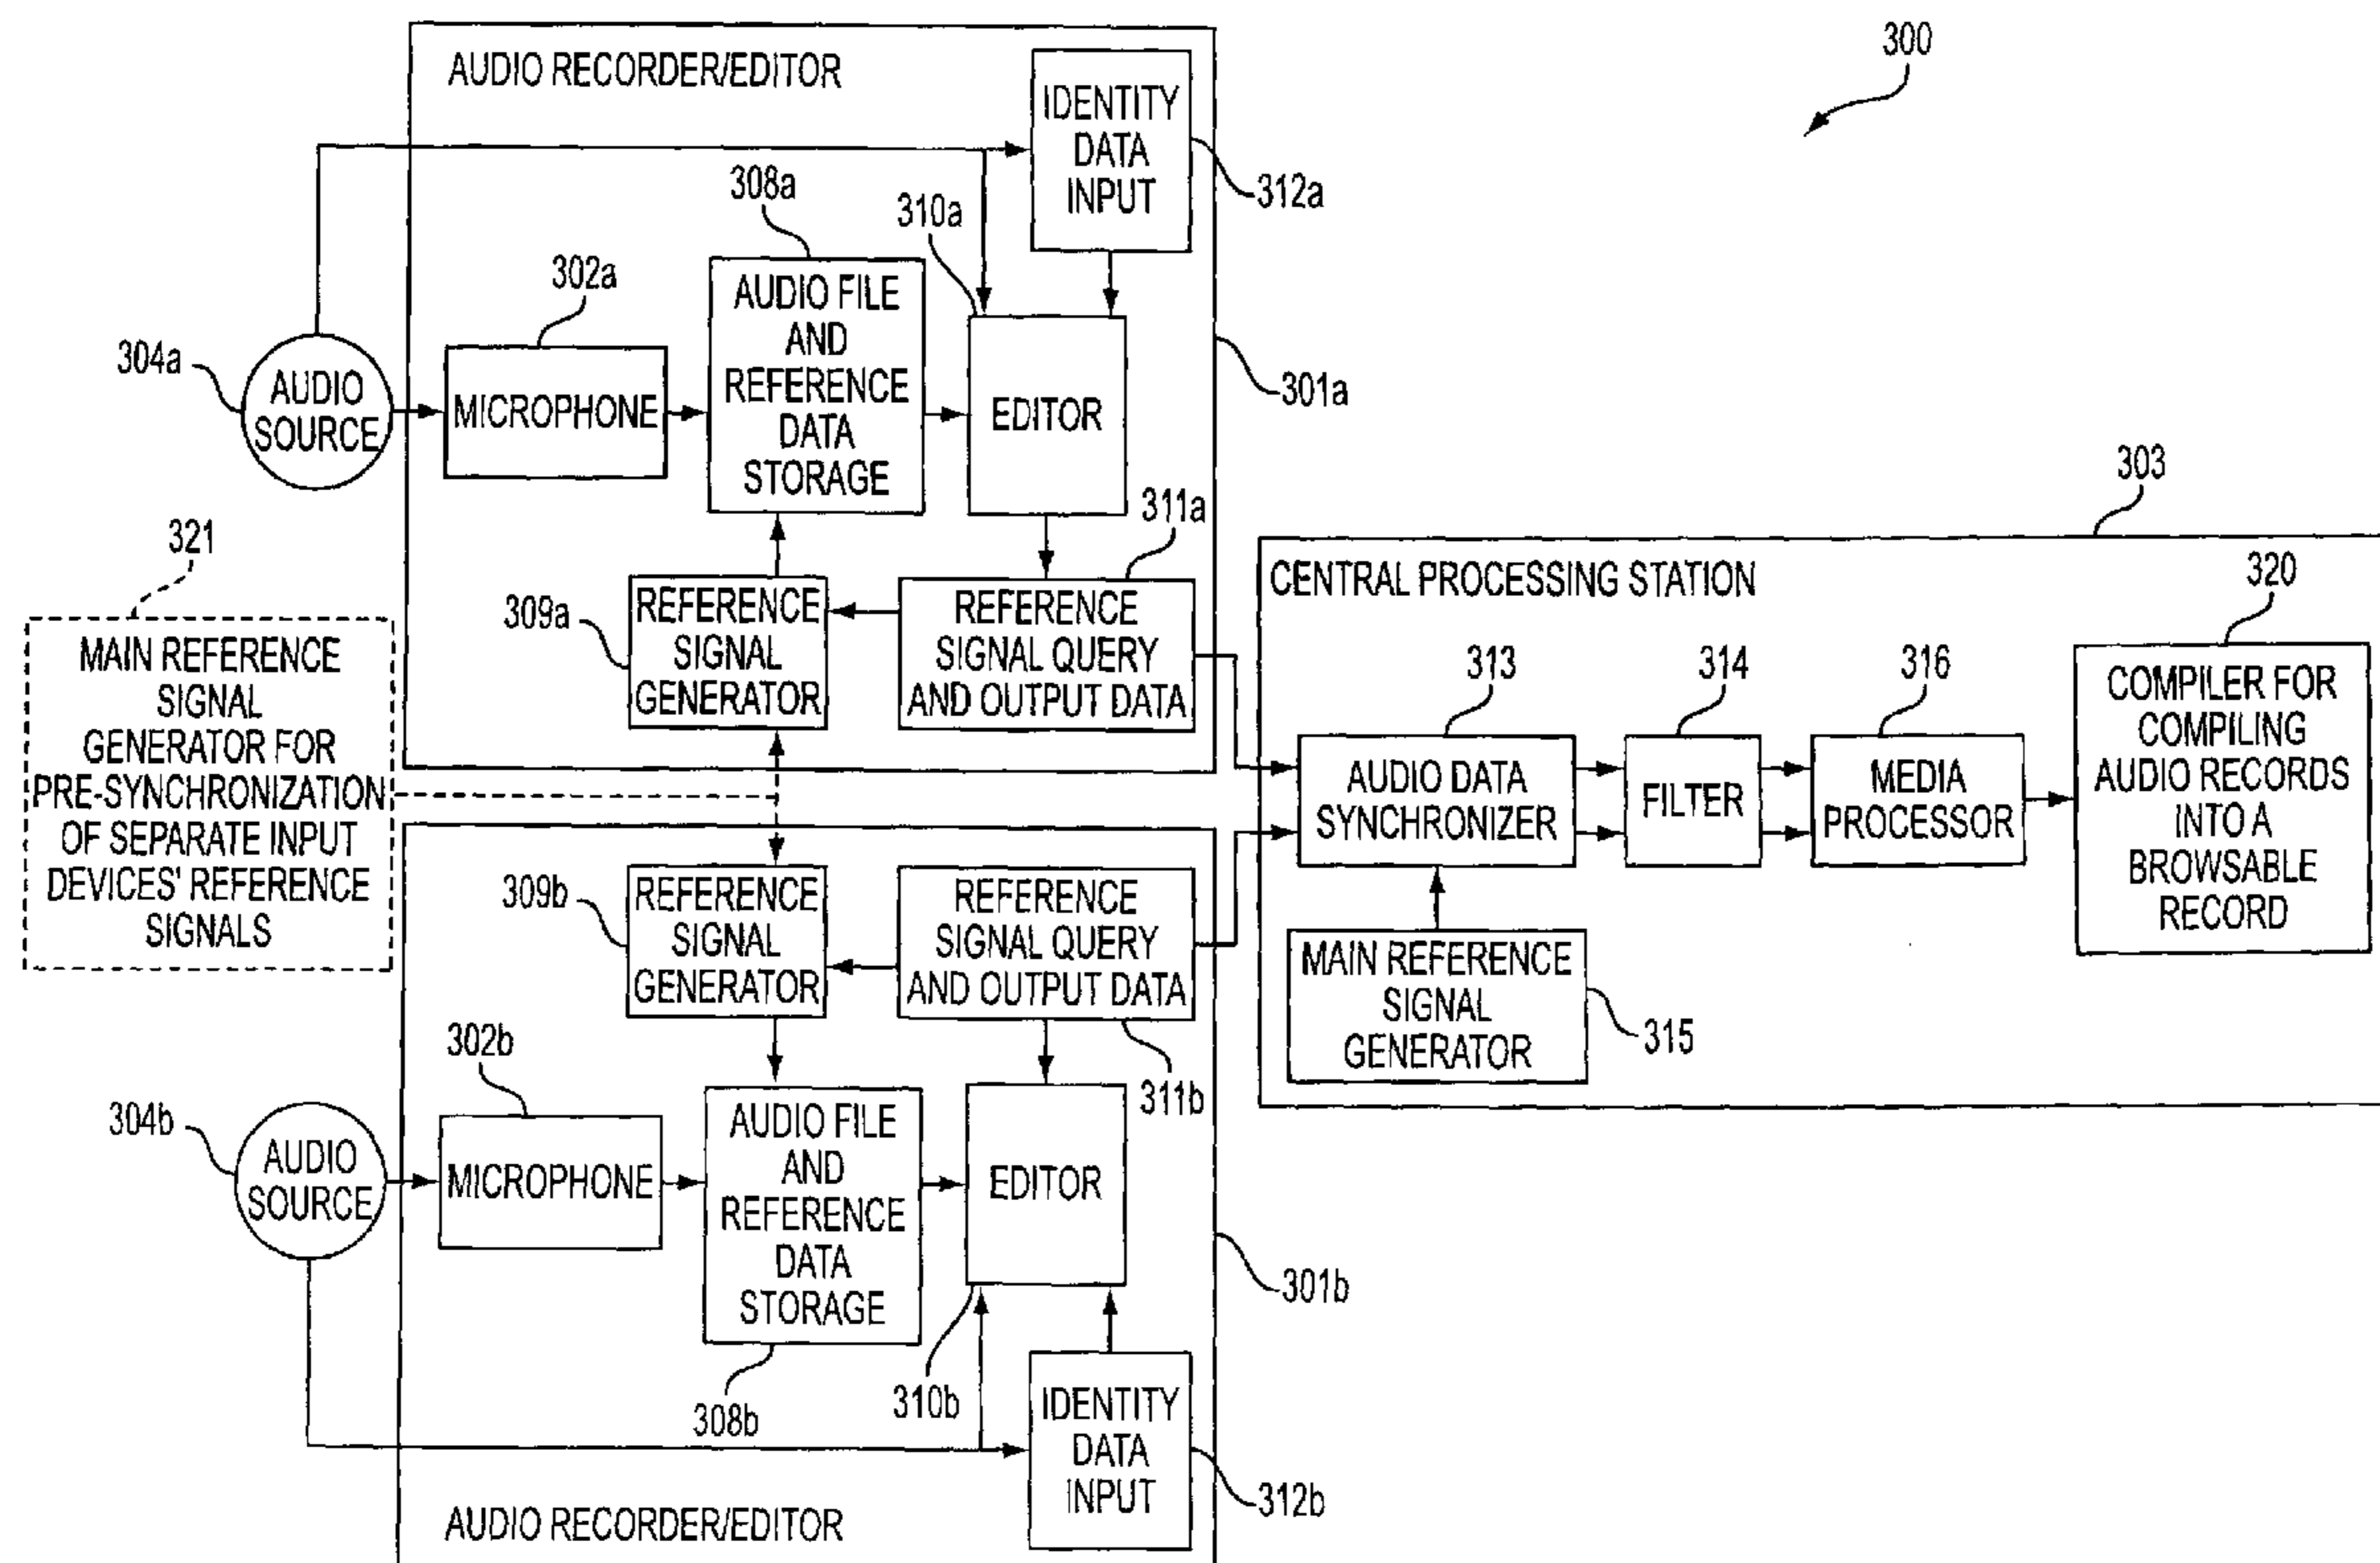 300
AUDIO RECORDER/EDITOR
IDENTITY
DATA
INPUT
312a
308a
310a
302a
AUDIO FILE
AND
REFERENCE
DATA
STORAGE
304a
AUDIO
SOURCE
MICROPHONE
EDITOR
301a
311a
309a
REFERENCE
SIGNAL
GENERATOR
REFERENCE
SIGNAL QUERY
AND OUTPUT DATA
321
MAIN REFERENCE
SIGNAL
GENERATOR FOR
PRE-SYNCHRONIZATION
OF SEPARATE INPUT
DEVICES' REFERENCE
SIGNALS
303
CENTRAL PROCESSING STATION
313
314
316
320
AUDIO DATA
SYNCHRONIZER
FILTER
MEDIA
PROCESSOR
COMPILER FOR
COMPILING
AUDIO RECORDS
INTO A
BROWSABLE
RECORD
MAIN REFERENCE
SIGNAL
GENERATOR
315
309b
REFERENCE
SIGNAL
GENERATOR
REFERENCE
SIGNAL QUERY
AND OUTPUT DATA
311b
302b
304b
AUDIO
SOURCE
MICROPHONE
AUDIO FILE
AND
REFERENCE
DATA
STORAGE
EDITOR
301b
308b
310b
IDENTITY
DATA
INPUT
312b
AUDIO RECORDER/EDITOR